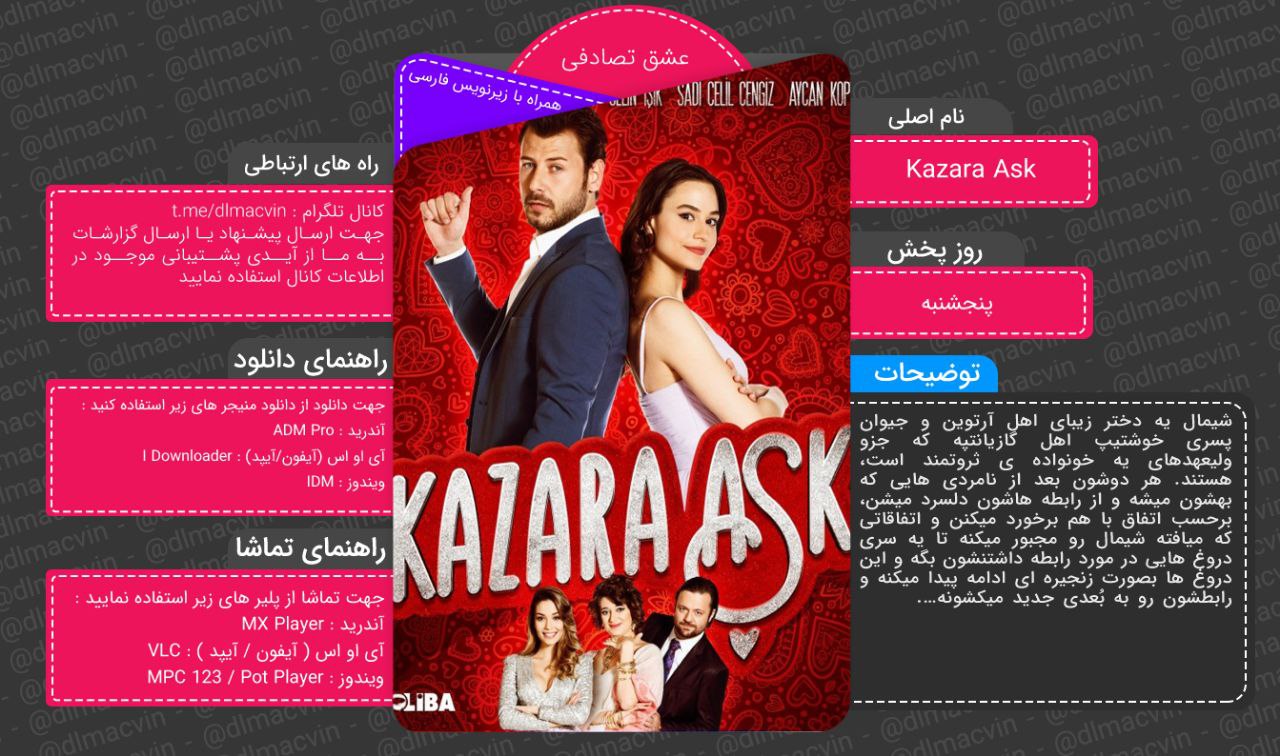 عشق تصادفی
همراه با زیرنویس فارسی
SELIN IŞIK SADİ CELİL CENGİZ AYCAN KOP
نام اصلی
Kazara Ask
روز پخش
پنجشنبه
توضیحات
شیمال یه دختر زیبای اهل آرتوین و جیوان
پسری خوشتیپ اهل گازیانتپه که جزو
ولیعهدهای یه خونواده ی ثروتمند است،
هستند. هر دوشون بعد از نامردی هایی که
بهشون میشه و از رابطه هاشون دلسرد میشن،
برحسب اتفاق با هم برخورد میکنن و اتفاقاتی
که میافته شیمال رو مجبور میکنه تا یه سری
دروغ هایی در مورد رابطه داشتنشون بگه و این
دروغ ها بصورت زنجیره ای ادامه پیدا میکنه و
رابطشون رو به بُعدی جدید میکشونه....
راه های ارتباطی
کانال تلگرام : t.me/dlmacvin
جهت ارسال پیشنهاد یا ارسال گزارشات
به ما از آیدی پشتیبانی موجود در
اطلاعات کانال استفاده نمایید
راهنمای دانلود
جهت دانلود از دانلود منیجر های زیر استفاده کنید :
آندرید : ADM Pro
آی او اس (آیفون/آیپد) : I Downloader
ویندوز : IDM
راهنمای تماشا
جهت تماشا از پلیر های زیر استفاده نمایید :
آندرید : MX Player
آی او اس ( آیفون / آیپد ) : VLC
ویندوز : MPC 123 / Pot Player
KAZARA AŞK
OLIBA
@dlmacvin - @dlmacvin - @dlmacvin